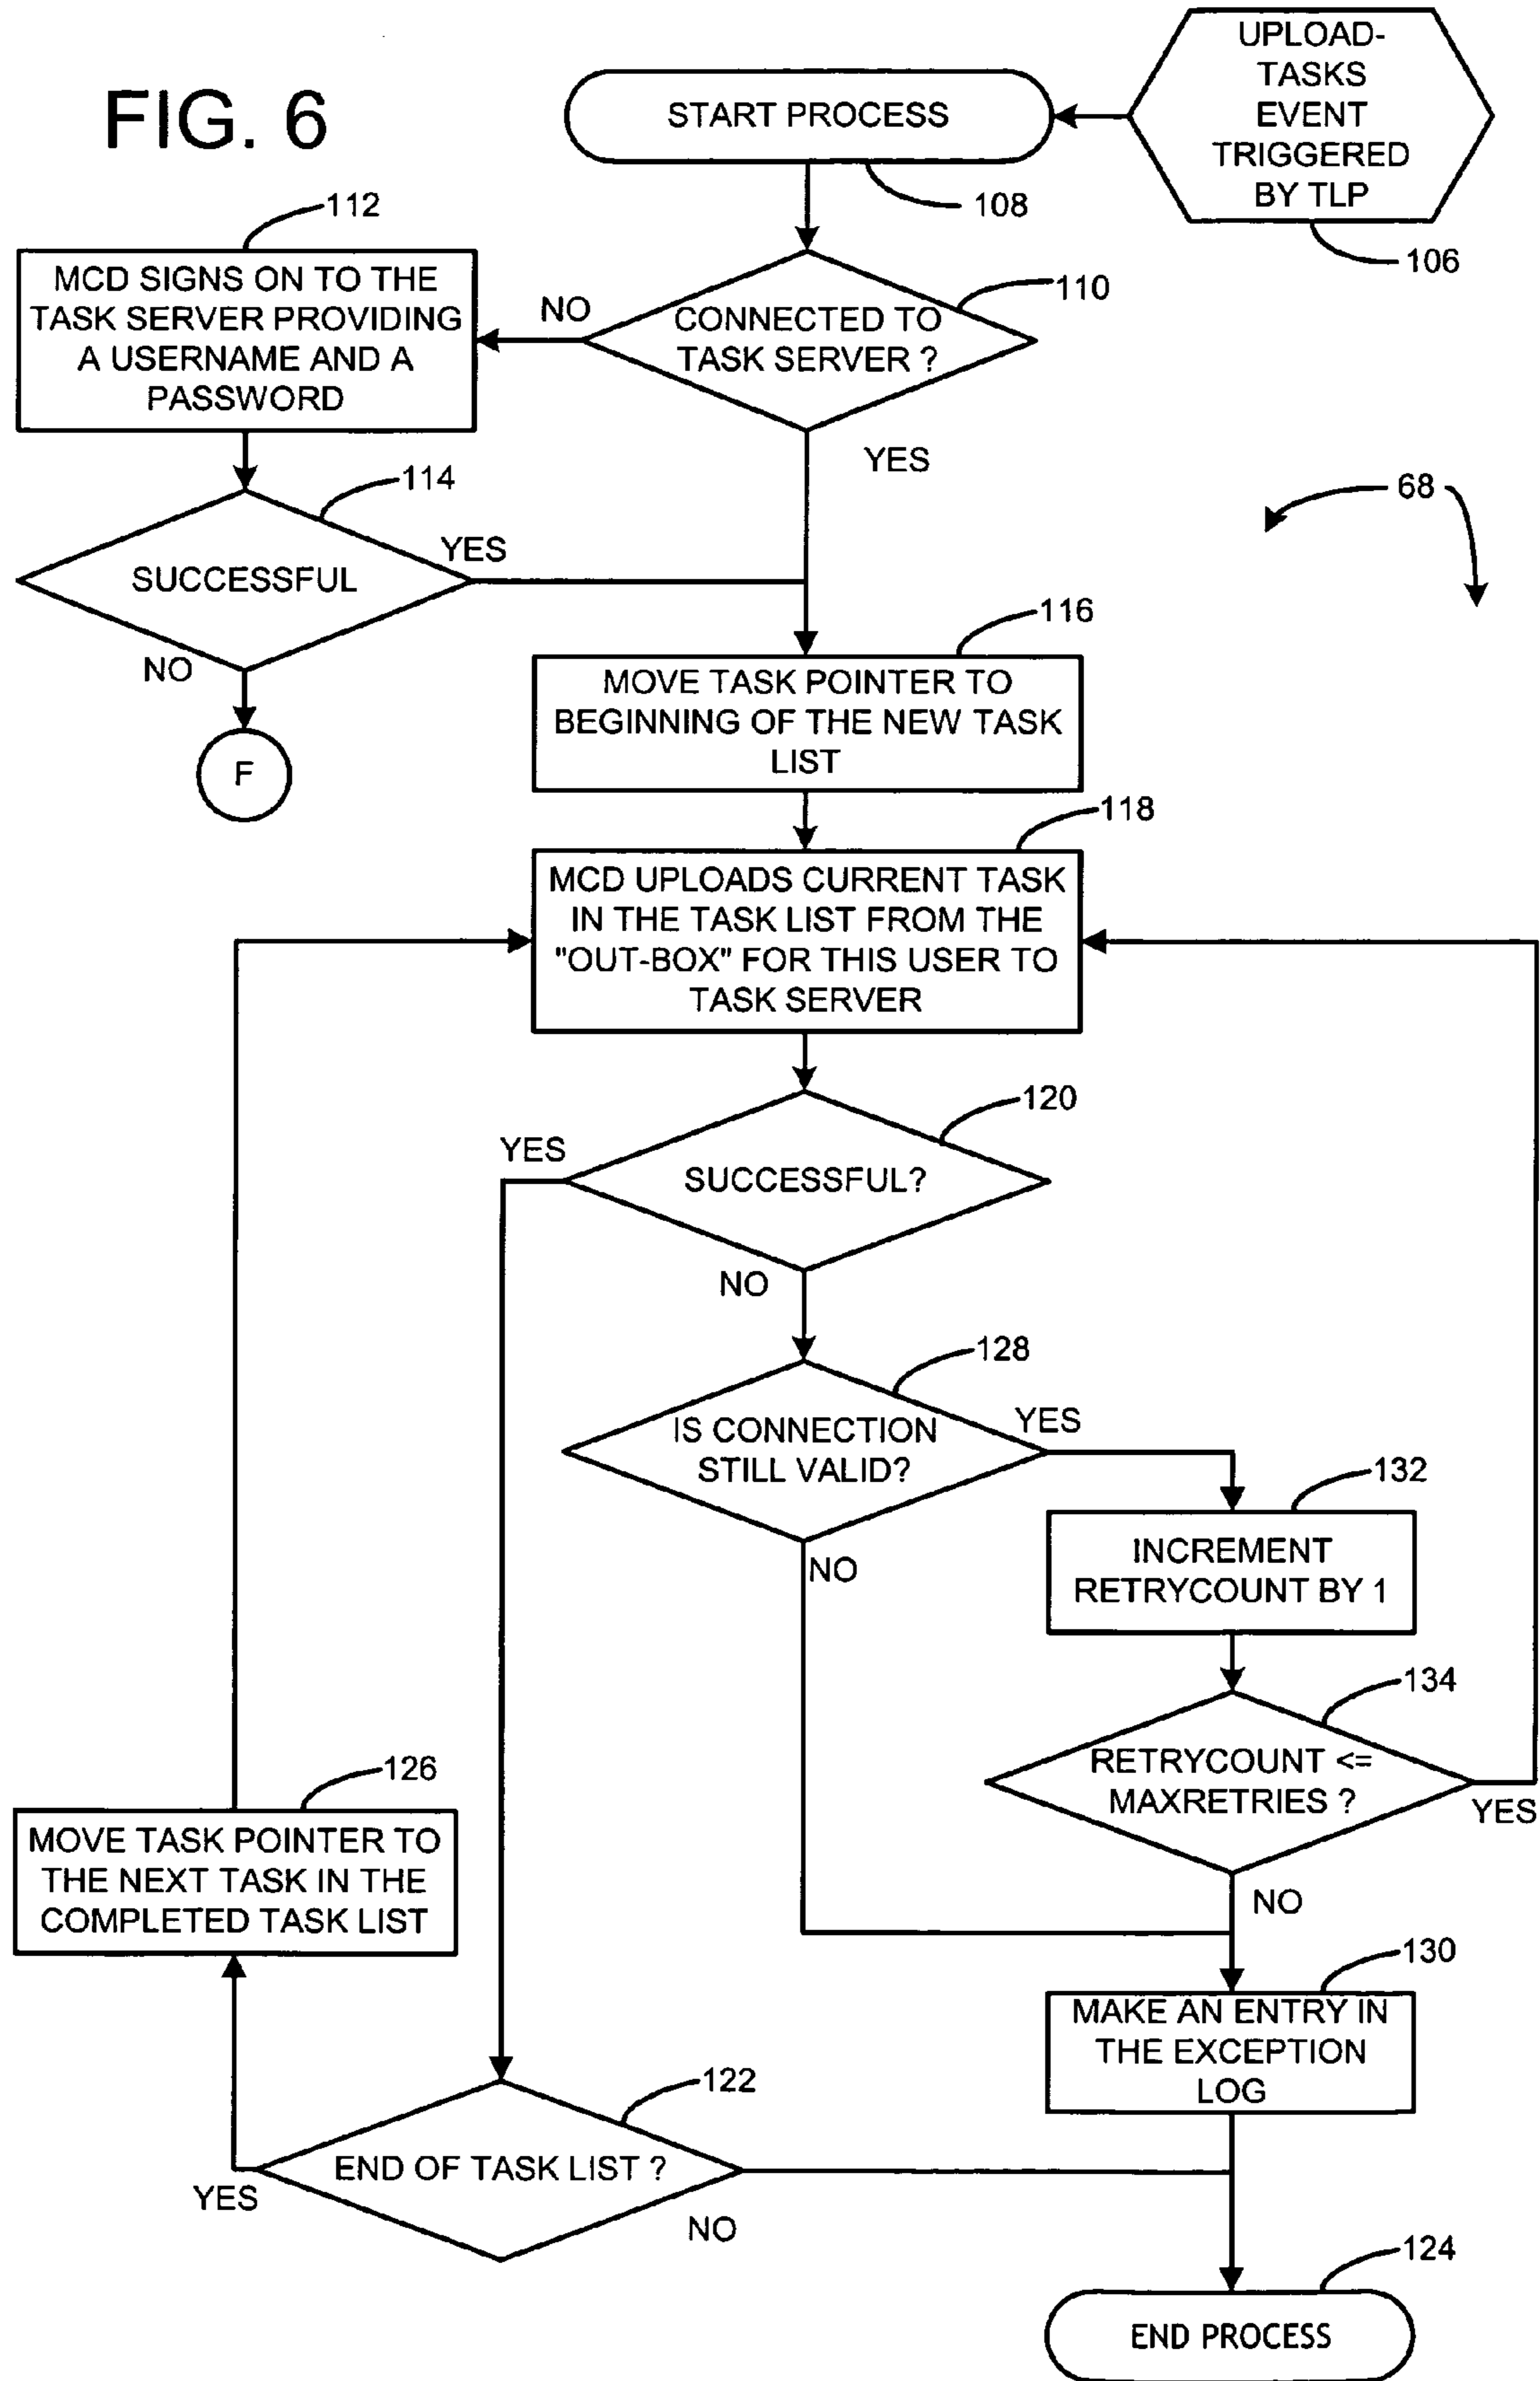 FIG. 6
START PROCESS
108
UPLOAD-
TASKS
EVENT
TRIGGERED
BY TLP
106
112
MCD SIGNS ON TO THE
TASK SERVER PROVIDING
A USERNAME AND A
PASSWORD
NO
CONNECTED TO
TASK SERVER ?
110
YES
114
SUCCESSFUL
YES
NO
F
68
116
MOVE TASK POINTER TO
BEGINNING OF THE NEW TASK
LIST
118
MCD UPLOADS CURRENT TASK
IN THE TASK LIST FROM THE
"OUT-BOX" FOR THIS USER TO
TASK SERVER
120
YES
SUCCESSFUL?
NO
128
IS CONNECTION
STILL VALID?
YES
NO
132
INCREMENT
RETRYCOUNT BY 1
134
RETRYCOUNT <=
MAXRETRIES ?
YES
NO
126
MOVE TASK POINTER TO
THE NEXT TASK IN THE
COMPLETED TASK LIST
130
MAKE AN ENTRY IN
THE EXCEPTION
LOG
122
END OF TASK LIST ?
YES
NO
124
END PROCESS